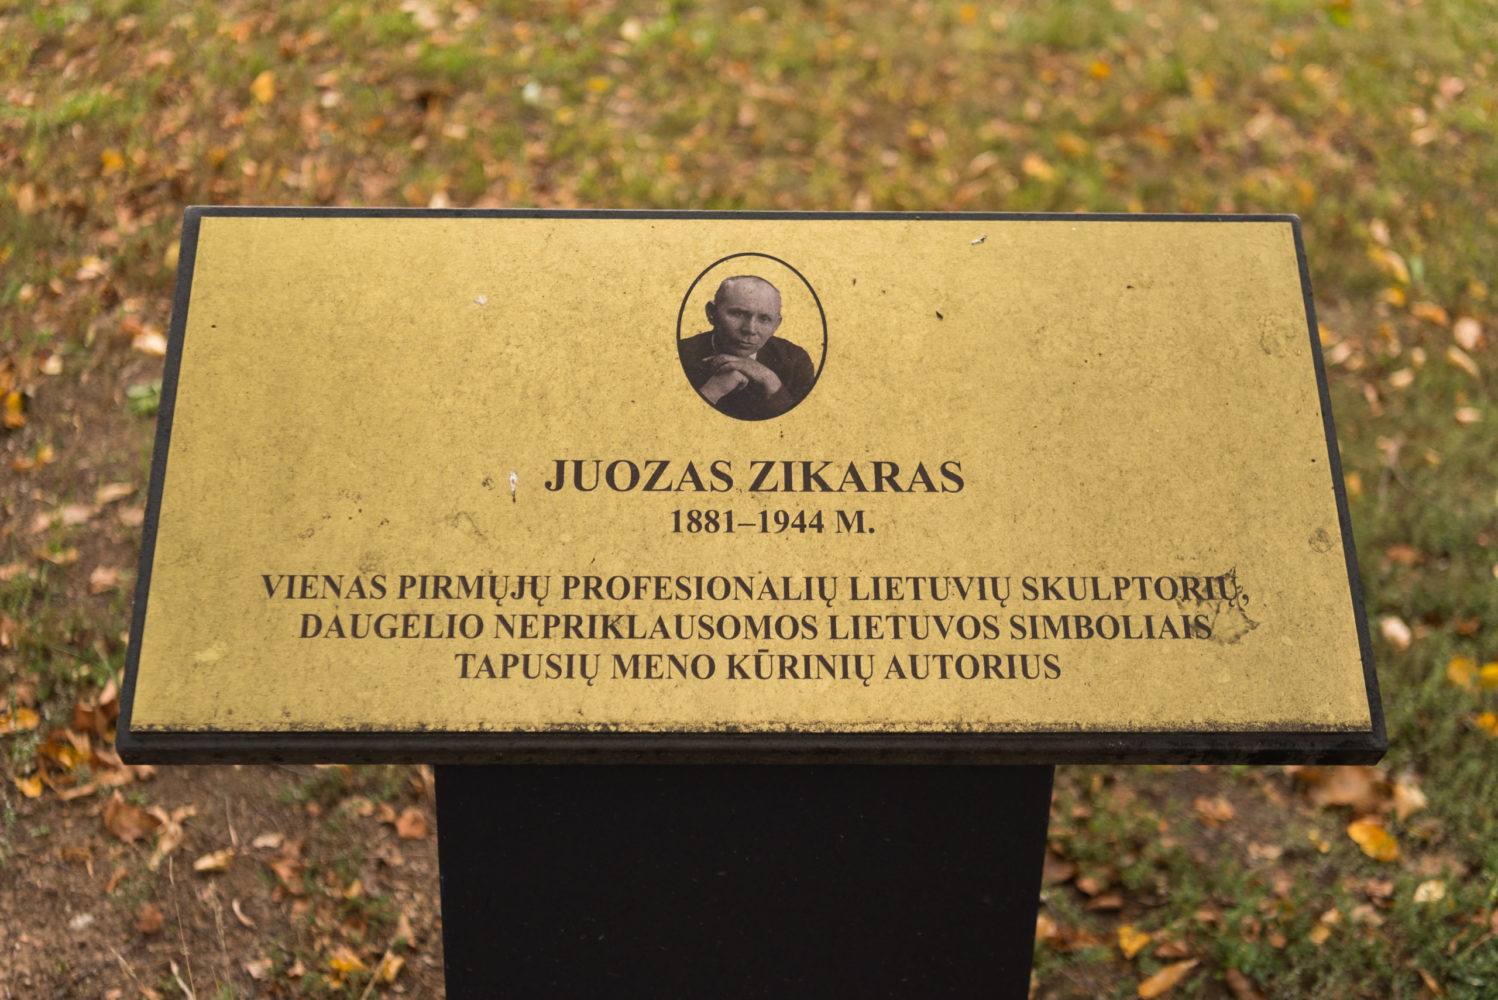 JUOZAS ZIKARAS
1881–1944 M.
VIENAS PIRMŲJŲ PROFESIONALIŲ LIETUVIŲ SKULPTORIŲ,
DAUGELIO NEPRIKLAUSOMOS LIETUVOS SIMBOLIAIS
TAPUSIŲ MENO KŪRINIŲ AUTORIUS